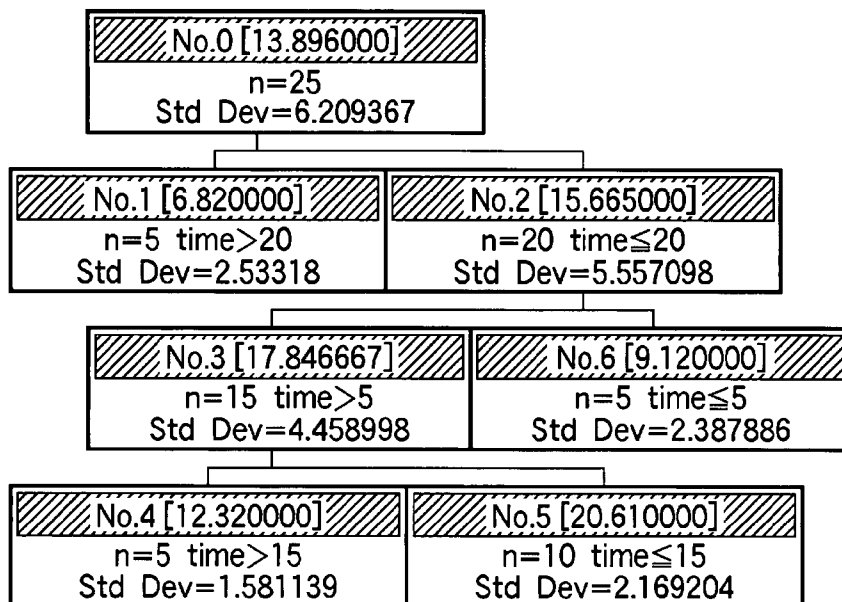 No.0 [13.896000]
n=25
Std Dev=6.209367
No.1 [6.820000]
n=5 time>20
Std Dev=2.53318
No.2 [15.665000]
n=20 time≦20
Std Dev=5.557098
No.3 [17.846667]
n=15 time>5
Std Dev=4.458998
No.6 [9.120000]
n=5 time≦5
Std Dev=2.387886
No.4 [12.320000]
n=5 time>15
Std Dev=1.581139
No.5 [20.610000]
n=10 time≦15
Std Dev=2.169204